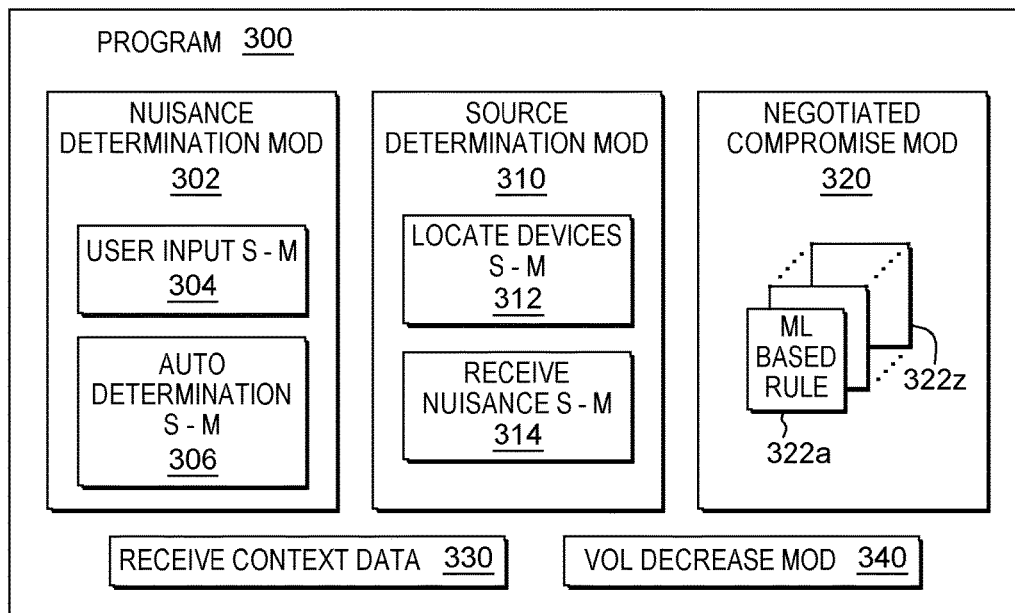 PROGRAM 300
NUISANCE
DETERMINATION MOD
302
USER INPUT S - M
304
AUTO
DETERMINATION
S - M
306
SOURCE
DETERMINATION MOD
310
LOCATE DEVICES
S - M
312
RECEIVE
NUISANCE S - M
314
NEGOTIATED
COMPROMISE MOD
320
ML
BASED
RULE
322a
322z
RECEIVE CONTEXT DATA 330
VOL DECREASE MOD 340